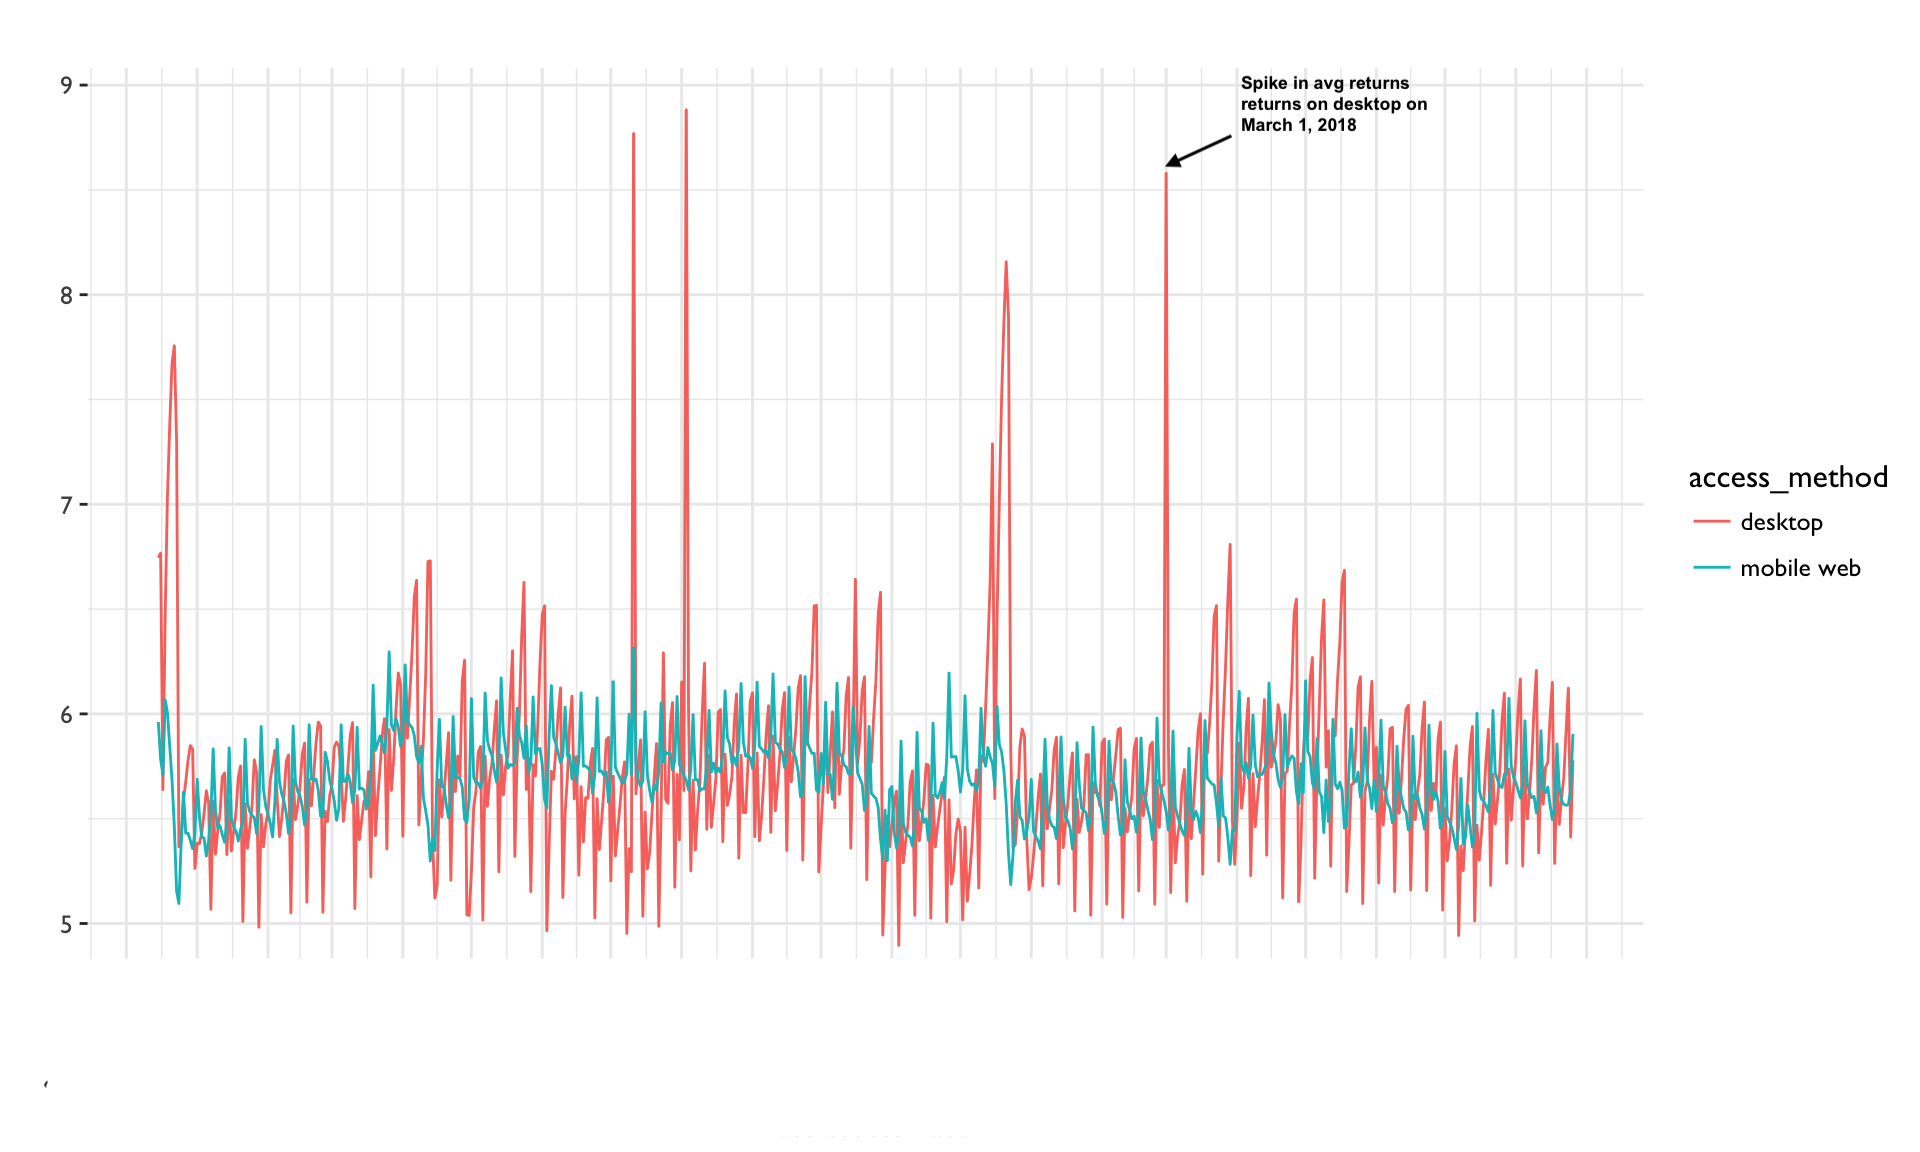 9
Spike in avg returns
returns on desktop on
March 1, 2018
8
7
access_method
desktop
mobile web
6
5